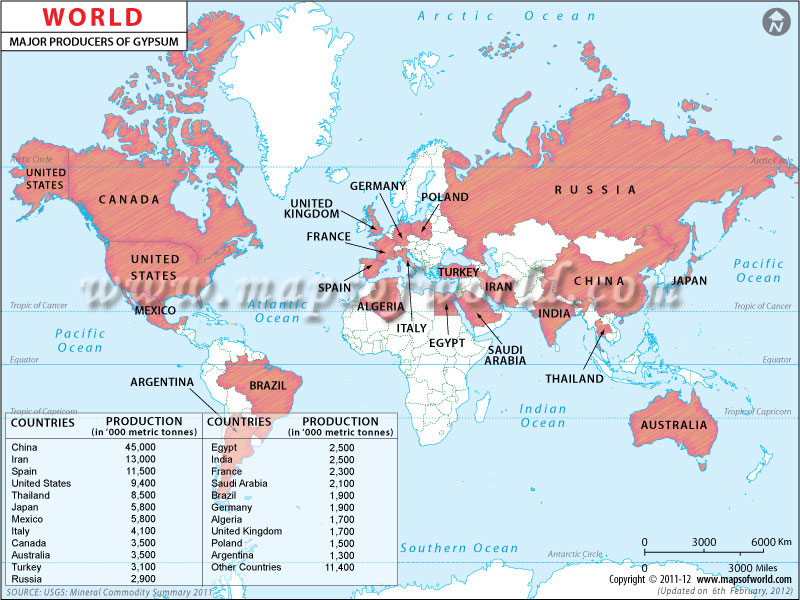 WORLD
MAJOR PRODUCERS OF GYPSUM
Arctic Ocean
N
Arctic Circle
Arctic Circle
UNITED
STATES
CANADA
RUSSIA
GERMANY
POLAND
UNITED
KINGDOM
FRANCE
UNITED
STATES
SPAIN
TURKEY
IRAN
CHINA
JAPAN
Pacific
Ocean
www.mapsofworld.com
Tropic of Cancer
Tropic of Cancer
MEXICO
Atlantic
Ocean
ALGERIA
ITALY
EGYPT
SAUDI
ARABIA
INDIA
Pacific
Ocean
Equator
Equator
THAILAND
ARGENTINA
BRAZIL
Indian
Ocean
Tropic of Capricorn
Tropic of Capricorn
AUSTRALIA
COUNTRIES PRODUCTION COUNTRIES PRODUCTION
(in '000 metric tonnes) (in '000 metric tonnes)
China 45,000 Egypt 2,500
Iran 13,000 India 2,500
Spain 11,500 France 2,300
United States 9,400 Saudi Arabia 2,100
Thailand 8,500 Brazil 1,900
Japan 5,800 Germany 1,900
Mexico 5,800 Algeria 1,700
Italy 4,100 United Kingdom 1,700
Canada 3,500 Poland 1,500
Australia 3,500 Argentina 1,300
Turkey 3,100 Other Countries 11,400
Russia 2,900
SOURCE: USGS: Mineral Commodity Summary 2011
Southern Ocean
Antarctic Circle
0 3000 6000 Km
0 3000 Miles
Copyright © 2011-12 www.mapsofworld.com
(Updated on 6th February, 2012)